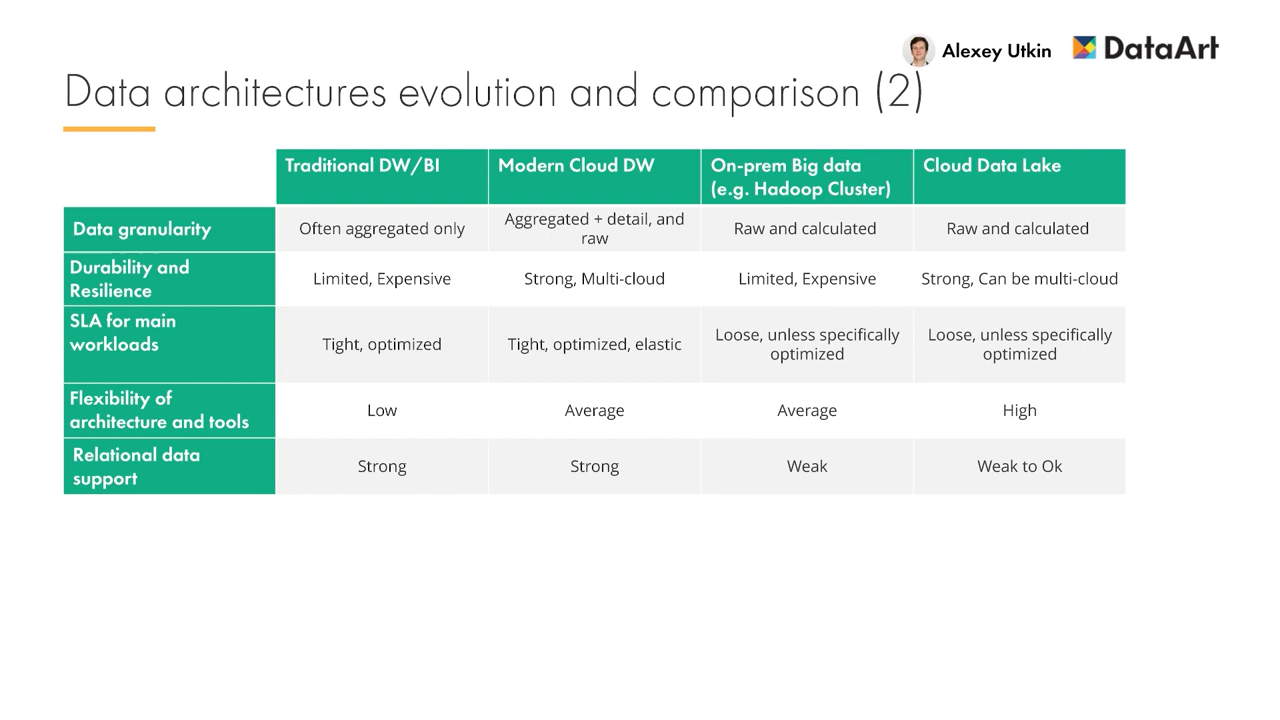 Alexey Utkin
DataArt
Data architectures evolution and comparison (2)
Traditional DW/BI
Modern Cloud DW
On-prem Big data
(e.g. Hadoop Cluster)
Cloud Data Lake
Data granularity
Often aggregated only
Aggregated + detail, and
raw
Raw and calculated
Raw and calculated
Durability and
Resilience
Limited, Expensive
Strong, Multi-cloud
Limited, Expensive
Strong, Can be multi-cloud
SLA for main
workloads
Tight, optimized
Tight, optimized, elastic
Loose, unless specifically
optimized
Loose, unless specifically
optimized
Flexibility of
architecture and tools
Low
Average
Average
High
Relational data
support
Strong
Strong
Weak
Weak to Ok